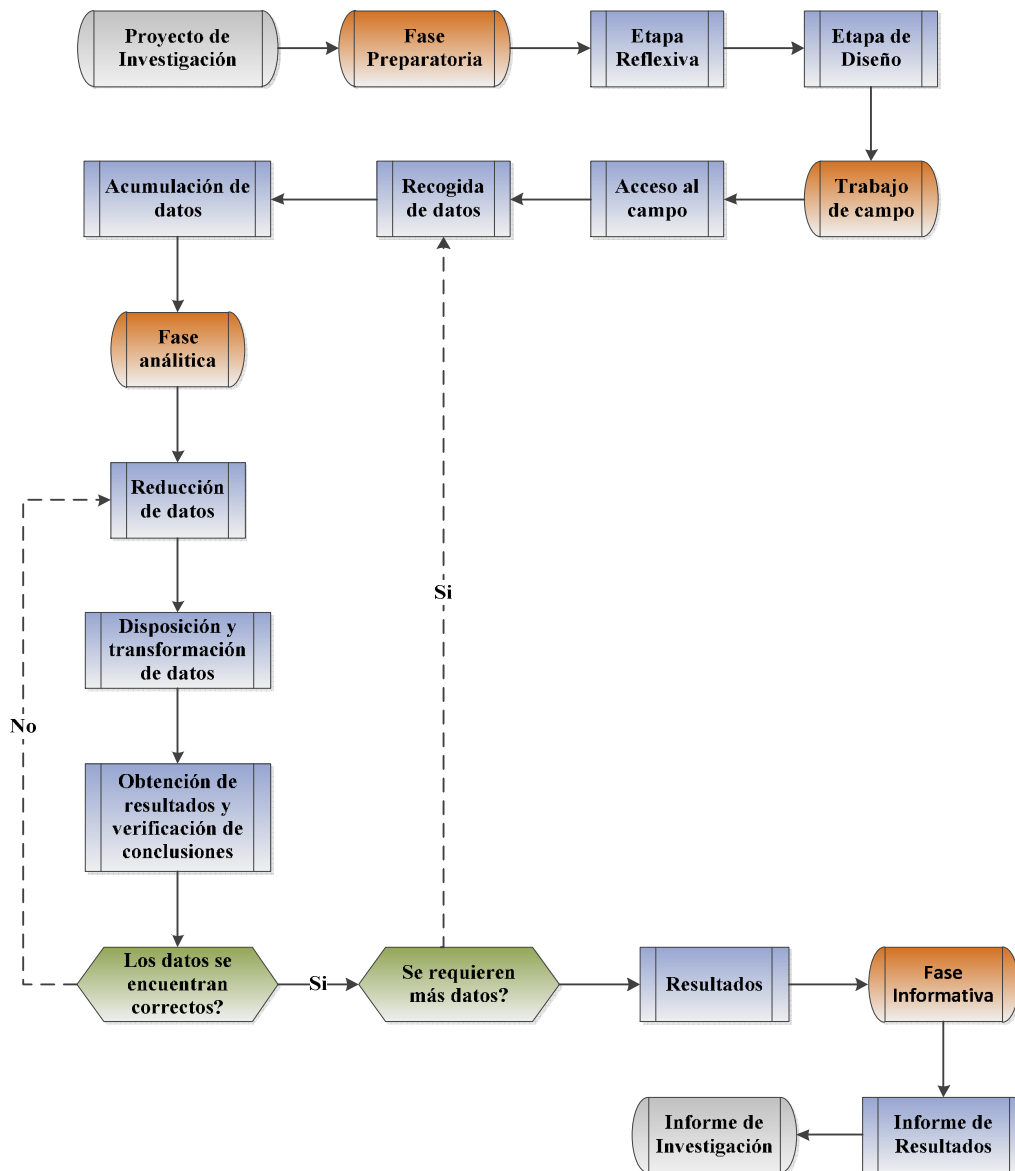 Proyecto de
Investigación
Fase
Preparatoria
Etapa
Reflexiva
Etapa de
Diseño
Acumulación de
datos
Recogida
de datos
Acceso al
campo
Trabajo
de campo
Fase
análitica
Reducción
de datos
Si
Disposición y
transformación
de datos
No
Obtención de
resultados y
verificación de
conclusiones
Los datos se
encuentran
correctos?
Si
Se requieren
más datos?
Resultados
Fase
Informativa
Informe de
Investigación
Informe de
Resultados